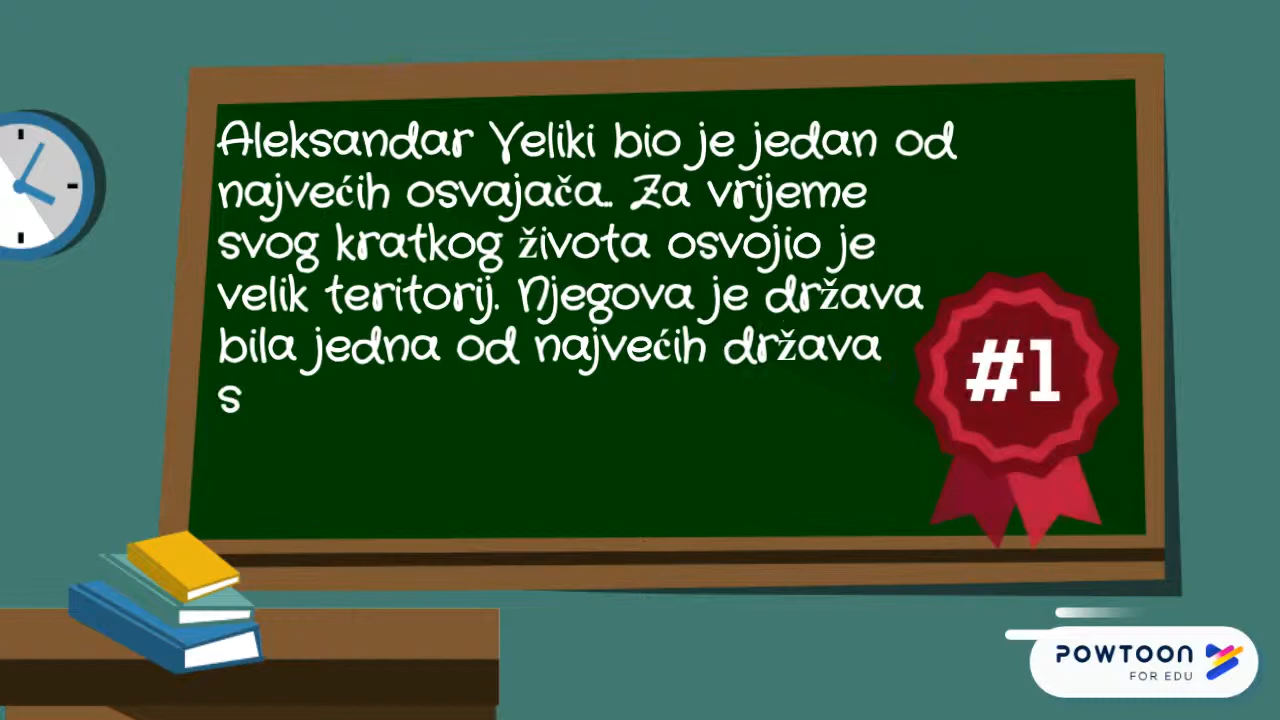 Aleksandar Veliki bio je jedan od
najvećih osvajača.. Za vrijeme
svog kratkog života osvojio je
velik teritorij. Njegova je država
bila jedna od najvećih država
s
#1
POWTOON
FOR EDU